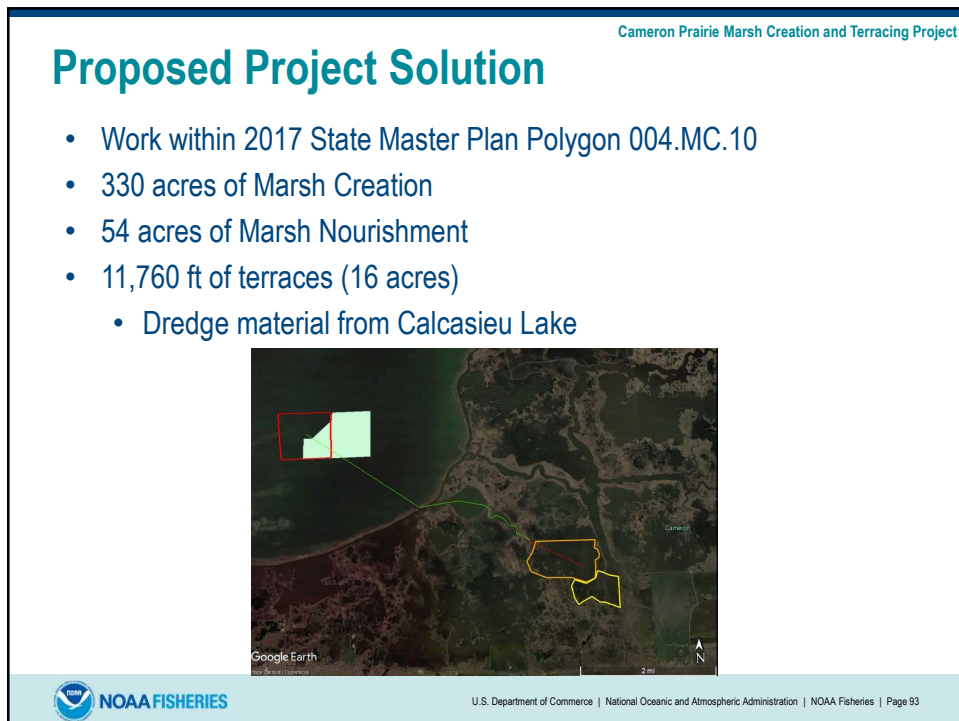 Cameron Prairie Marsh Creation and Terracing Project
Proposed Project Solution
• Work within 2017 State Master Plan Polygon 004.MC.10
• 330 acres of Marsh Creation
• 54 acres of Marsh Nourishment
• 11,760 ft of terraces (16 acres)
• Dredge material from Calcasieu Lake
Cameron
Google Earth
N
2 mi
NOAA
NOAA FISHERIES
U.S. Department of Commerce | National Oceanic and Atmospheric Administration | NOAA Fisheries | Page 93